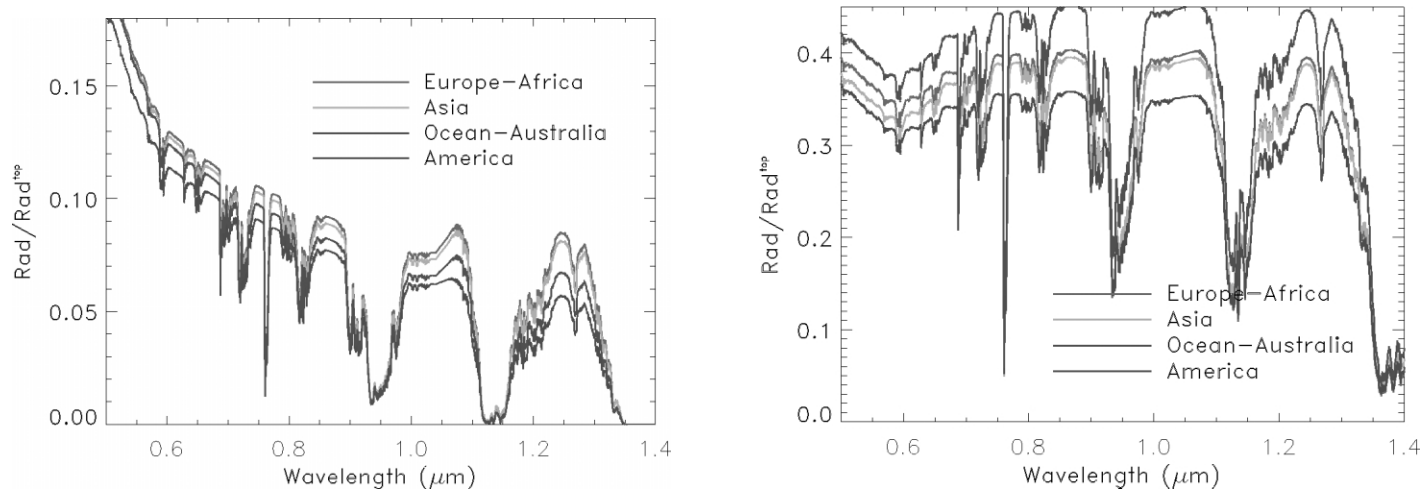 0.15
0.10
0.05
0.00
Rad/Rad^top
Europe-Africa
Asia
Ocean-Australia
America
0.6 0.8 1.0 1.2 1.4
Wavelength (μm)
0.4
0.3
0.2
0.1
0.0
Rad/Rad^top
Europe-Africa
Asia
Ocean-Australia
America
0.6 0.8 1.0 1.2 1.4
Wavelength (μm)